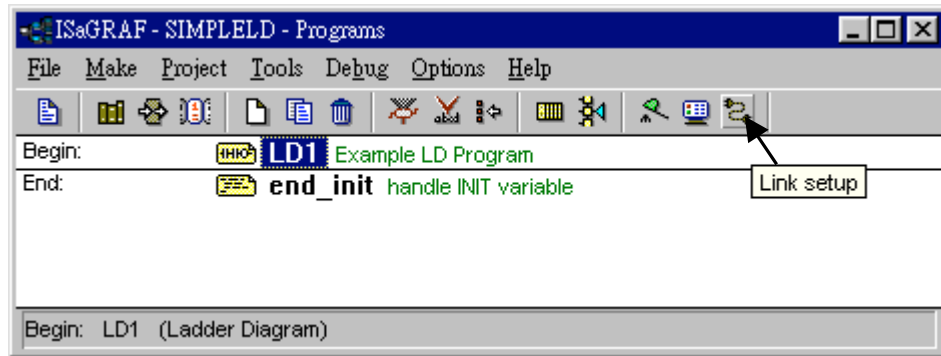 ISaGRAF - SIMPLELD - Programs
File Make Project Tools Debug Options Help
Begin: LD1 Example LD Program
End: end_init handle INIT variable
Link setup
Begin: LD1 (Ladder Diagram)